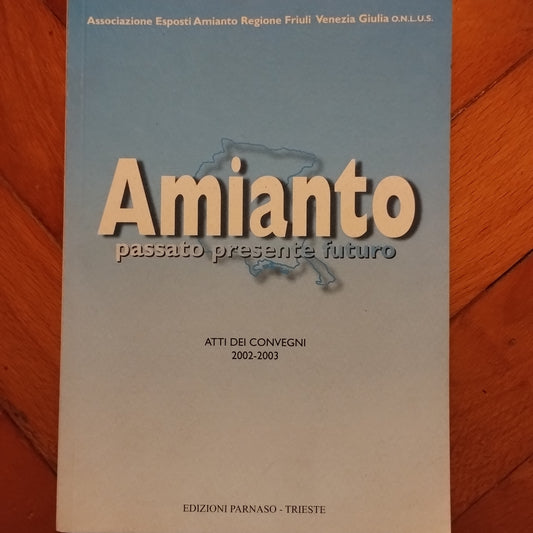 Associazione Esposti Amianto Regione Friuli Venezia Giulia O.N.L.U.S.
Amianto
passato presente futuro
ATTI DEI CONVEGNI
2002-2003
EDIZIONI PARNASO - TRIESTE